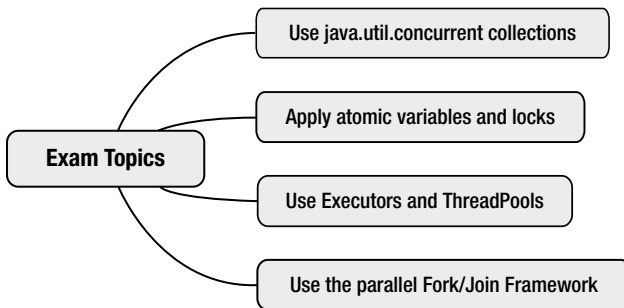 Use java.util.concurrent collections
Apply atomic variables and locks
Exam Topics
Use Executors and ThreadPools
Use the parallel Fork/Join Framework